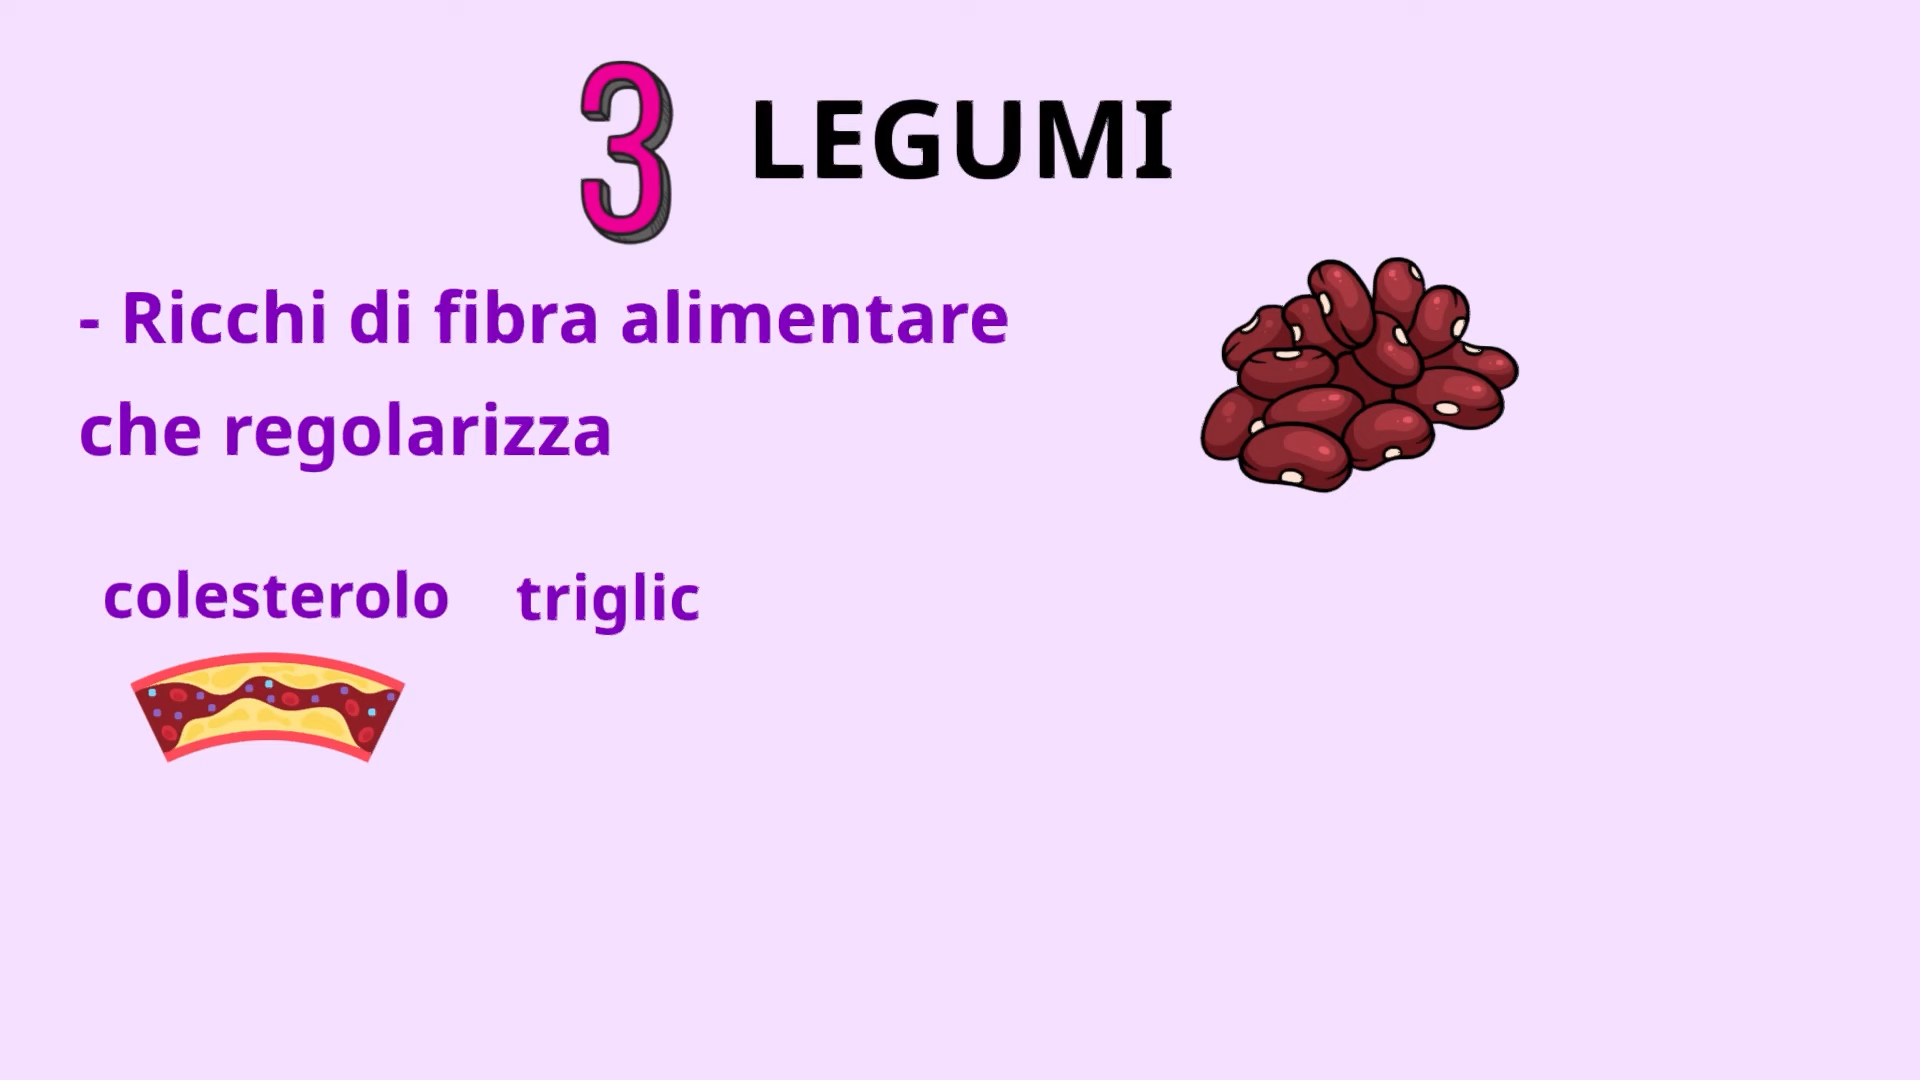 3 LEGUMI
- Ricchi di fibra alimentare
che regolarizza
colesterolo triglic